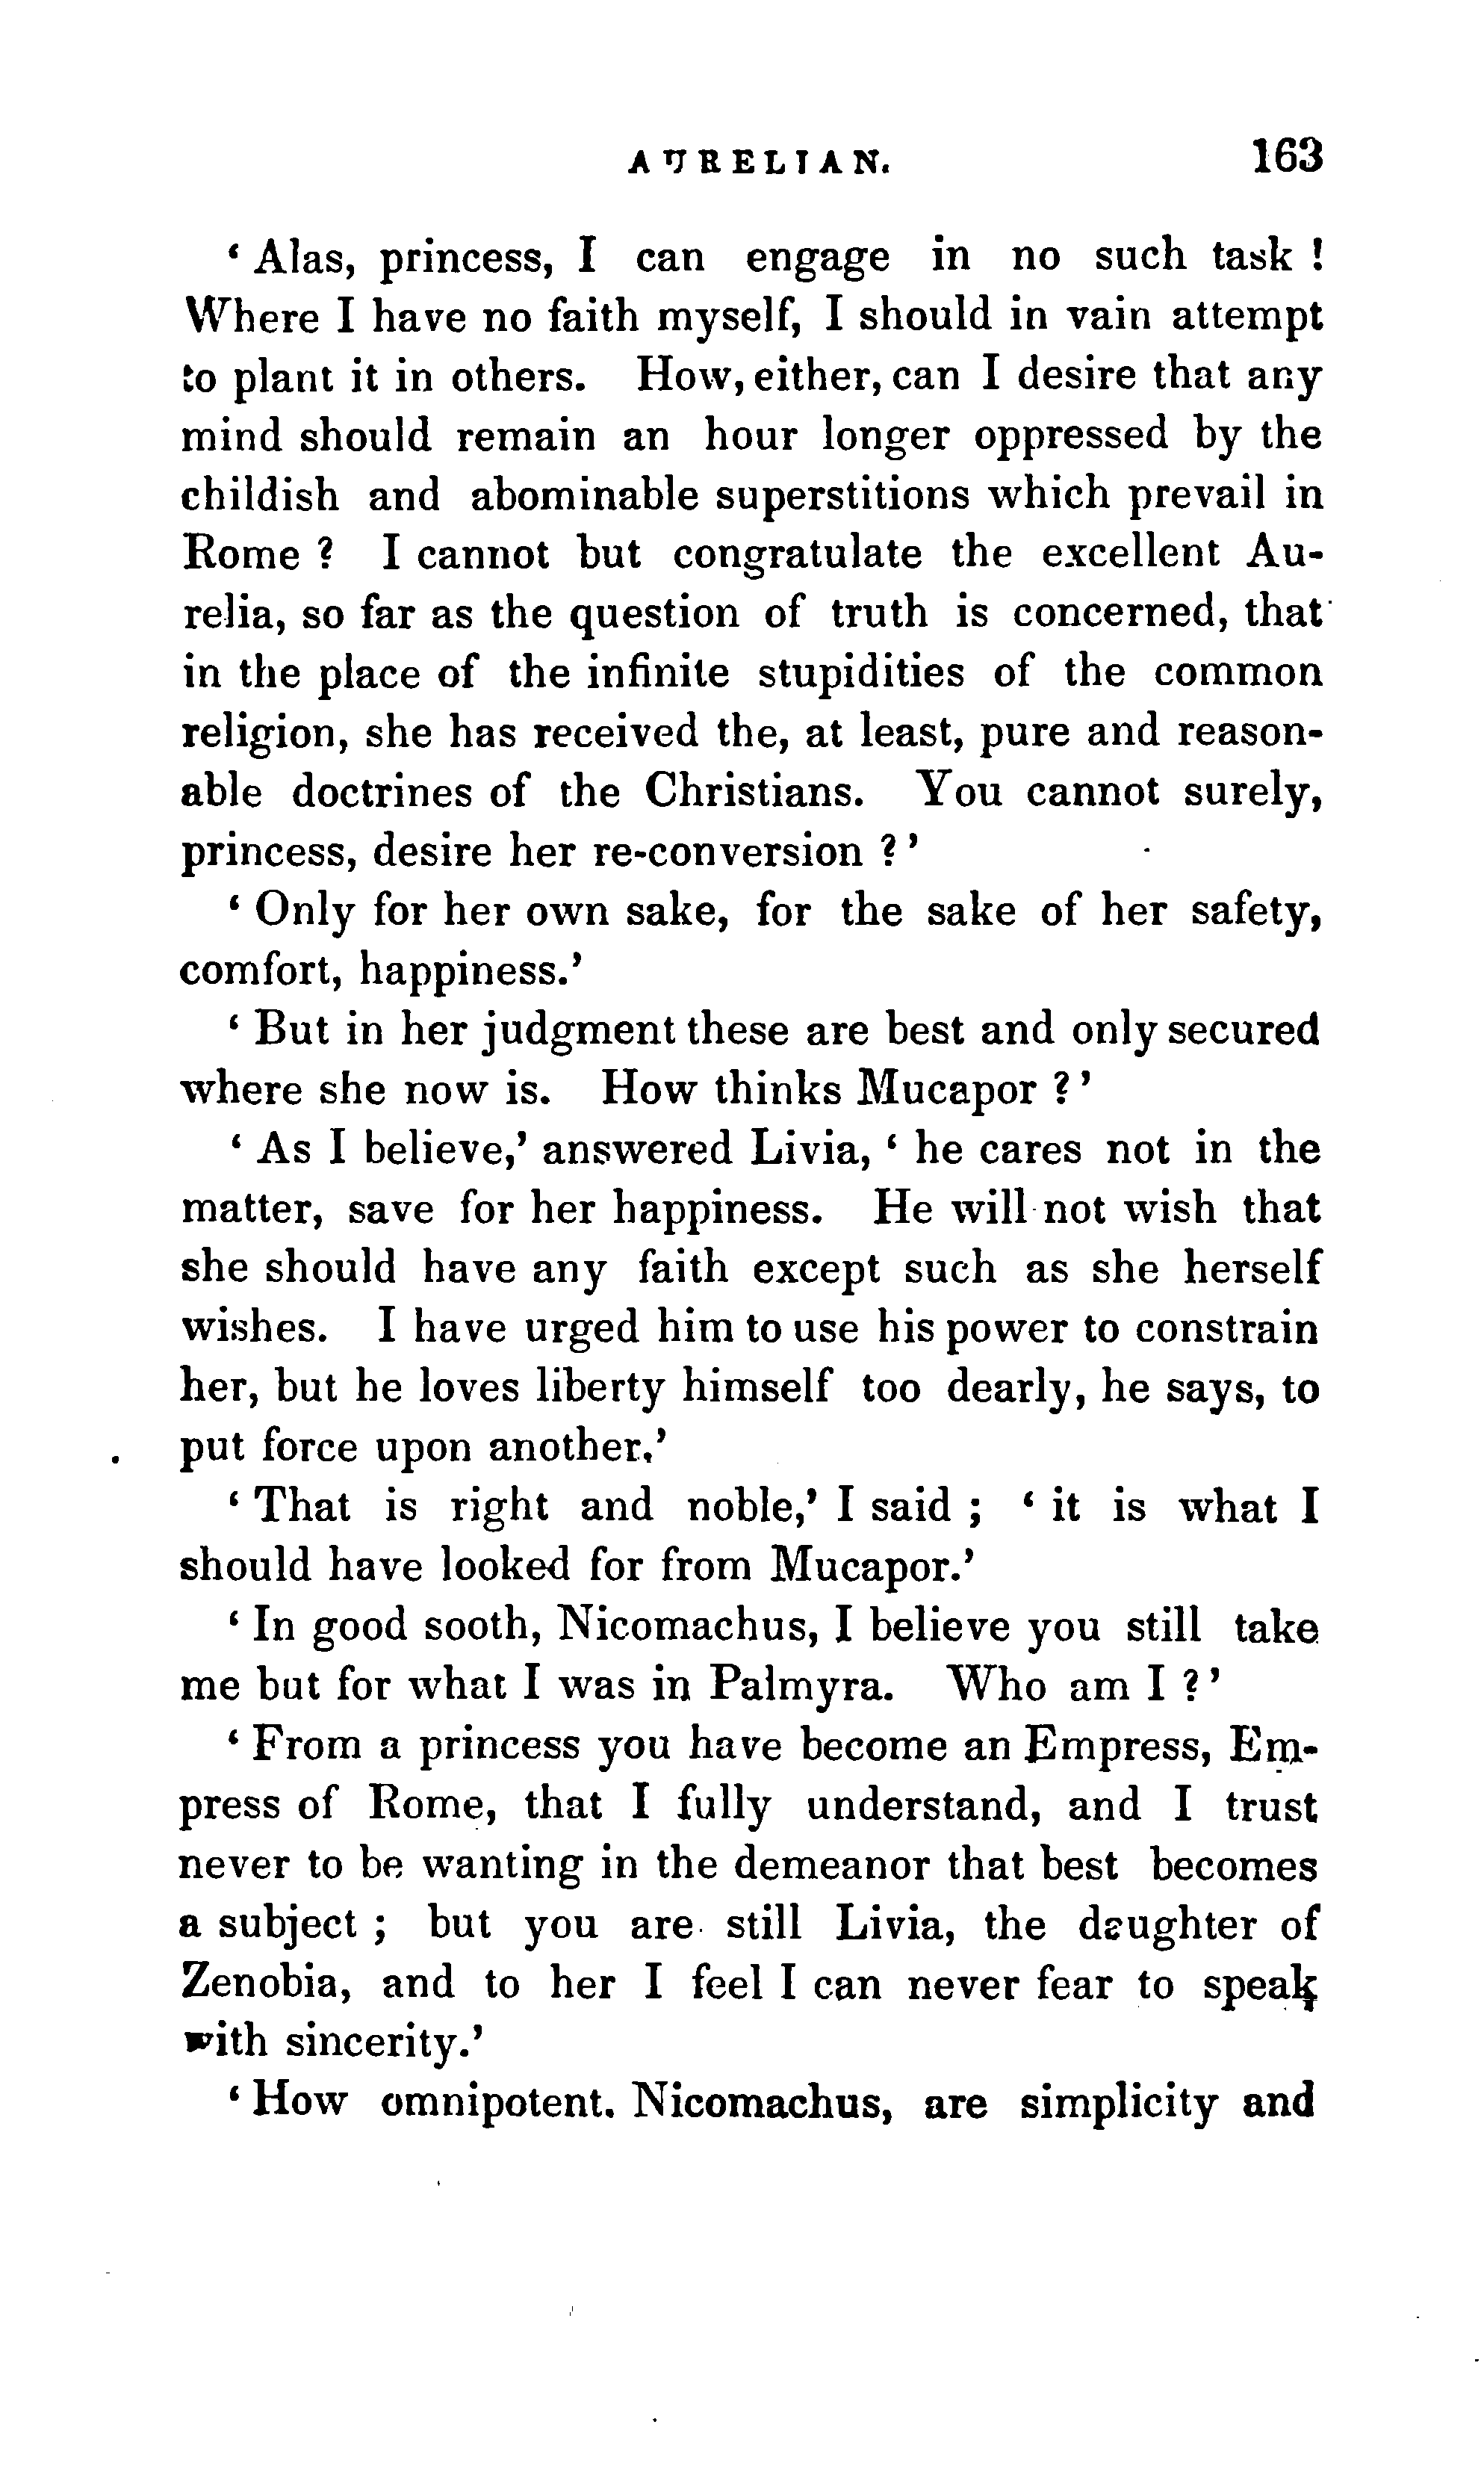 AURELIAN. 163
‘ Alas, princess, I can engage in no such task !
Where I have no faith myself, I should in vain attempt
to plant it in others. How, either, can I desire that any
mind should remain an hour longer oppressed by the
childish and abominable superstitions which prevail in
Rome ? I cannot but congratulate the excellent Au-
relia, so far as the question of truth is concerned, that
in the place of the infinite stupidities of the common
religion, she has received the, at least, pure and reason-
able doctrines of the Christians. You cannot surely,
princess, desire her re-conversion ? ’
‘ Only for her own sake, for the sake of her safety,
comfort, happiness.’
‘ But in her judgment these are best and only secured
where she now is. How thinks Mucapor ? ’
‘ As I believe,’ answered Livia, ‘ he cares not in the
matter, save for her happiness. He will not wish that
she should have any faith except such as she herself
wishes. I have urged him to use his power to constrain
her, but he loves liberty himself too dearly, he says, to
put force upon another.’
‘ That is right and noble,’ I said ; ‘ it is what I
should have looked for from Mucapor.’
‘ In good sooth, Nicomachus, I believe you still take
me but for what I was in Palmyra. Who am I ? ’
‘ From a princess you have become an Empress, Em-
press of Rome, that I fully understand, and I trust
never to be wanting in the demeanor that best becomes
a subject ; but you are still Livia, the daughter of
Zenobia, and to her I feel I can never fear to speak
with sincerity.’
‘ How omnipotent. Nicomachus, are simplicity and